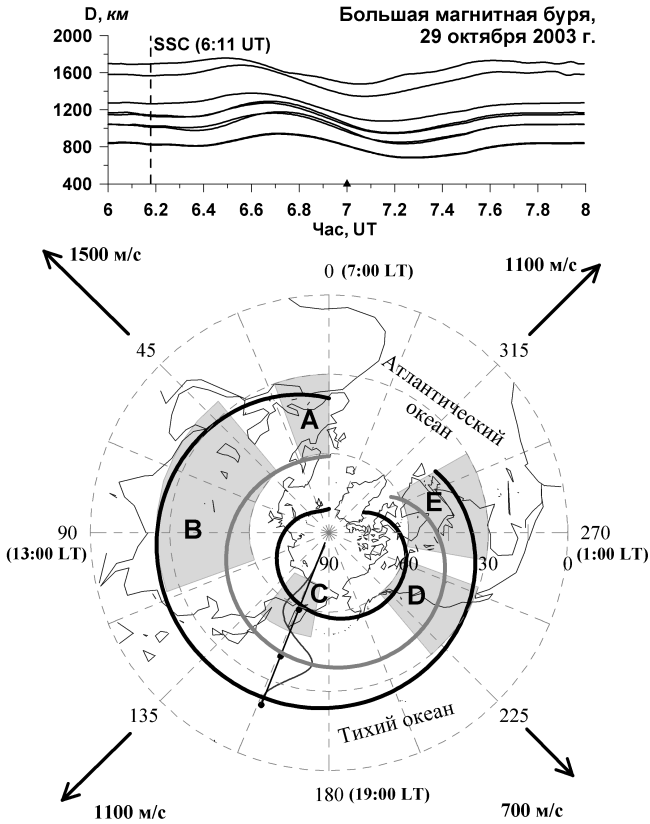 D, км
Большая магнитная буря,
29 октября 2003 г.
2000
SSC (6:11 UT)
1600
1200
800
400
6 6.2 6.4 6.6 6.8 7 7.2 7.4 7.6 7.8 8
Час, UT
1500 м/с
1100 м/с
0 (7:00 LT)
45
315
Атлантический
океан
A
B
E
90
(13:00 LT)
270
(1:00 LT)
90 60 30 0
C
D
135
225
Тихий океан
180 (19:00 LT)
1100 м/с
700 м/с